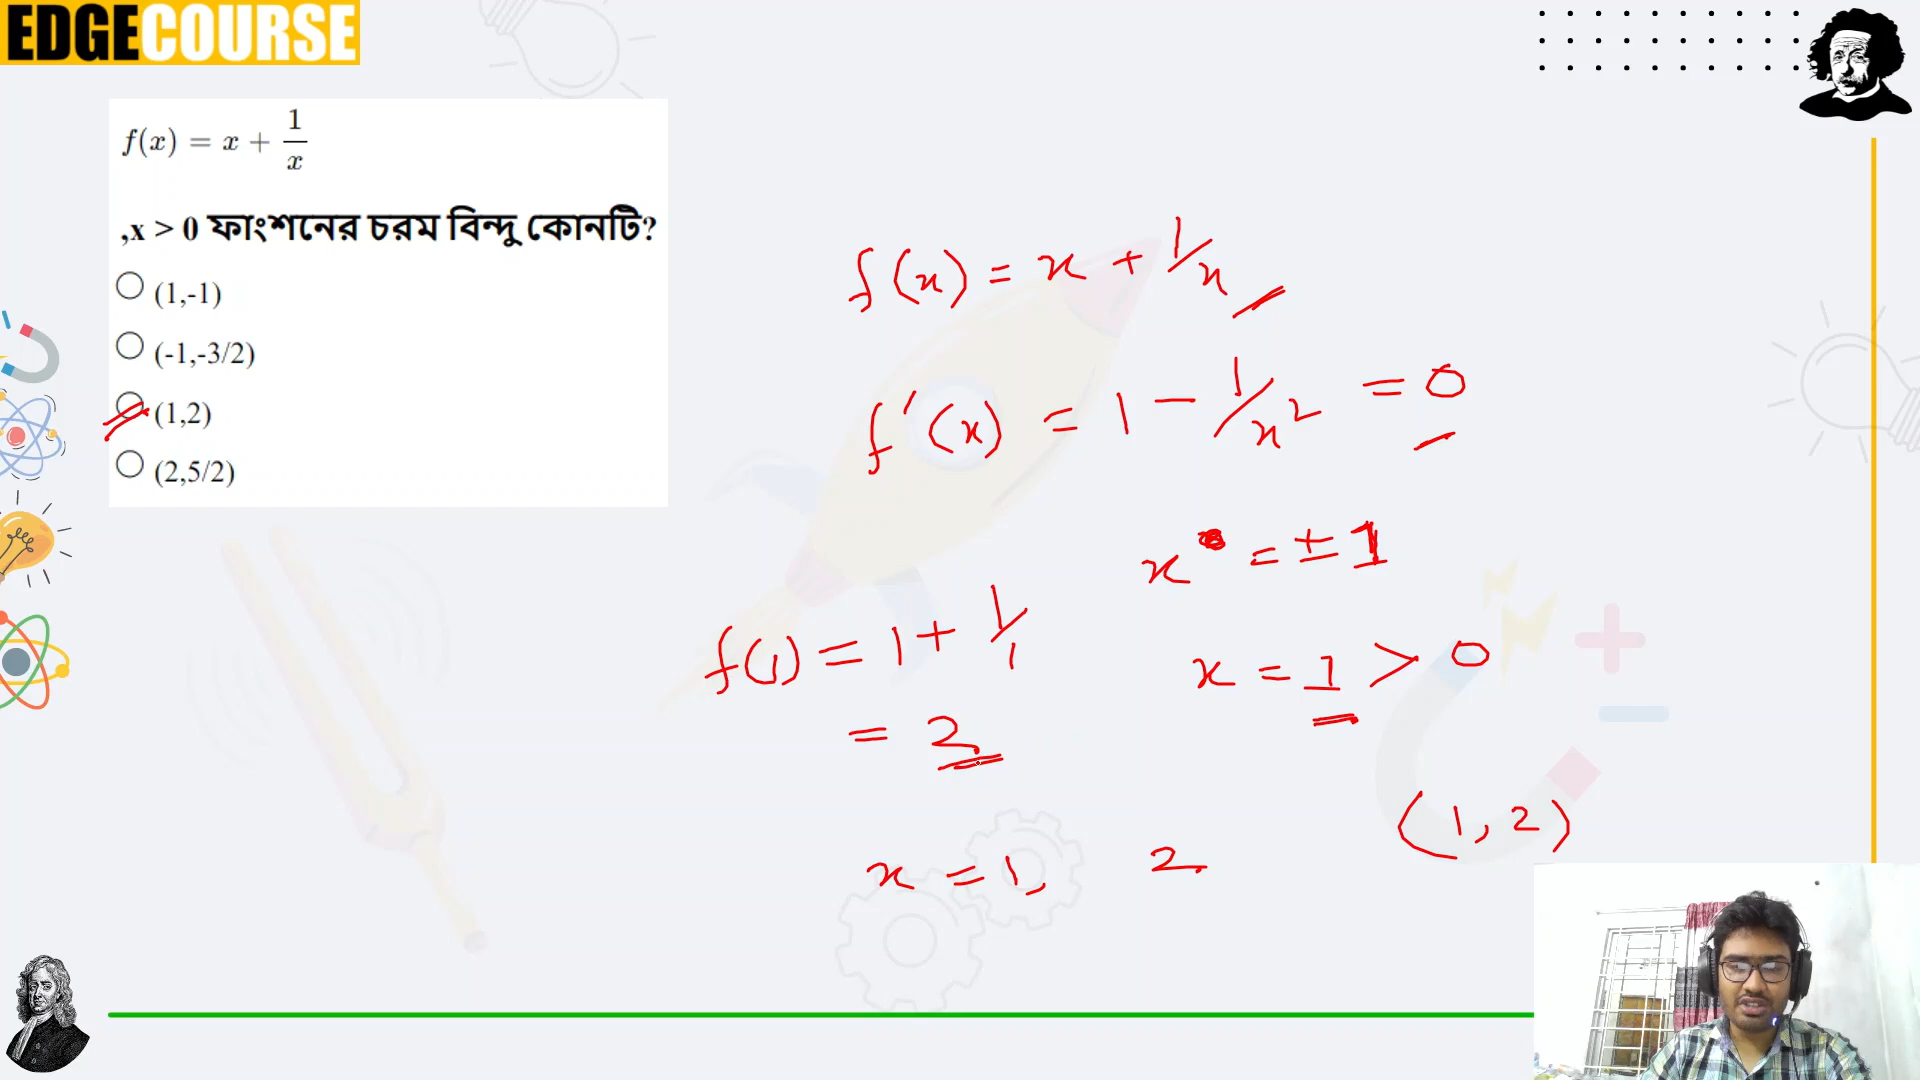 EDGECOURSE
f(x) = x + 1/x
,x > 0 ফাংশনের চরম বিন্দু কোনটি?
(1,-1)
(-1,-3/2)
(1,2)
(2,5/2)
f(x) = x + 1/x
f'(x) = 1 - 1/x² = 0
x = ±1
f(1) = 1 + 1/1
x = 1 > 0
= 2
(1, 2)
x = 1, 2